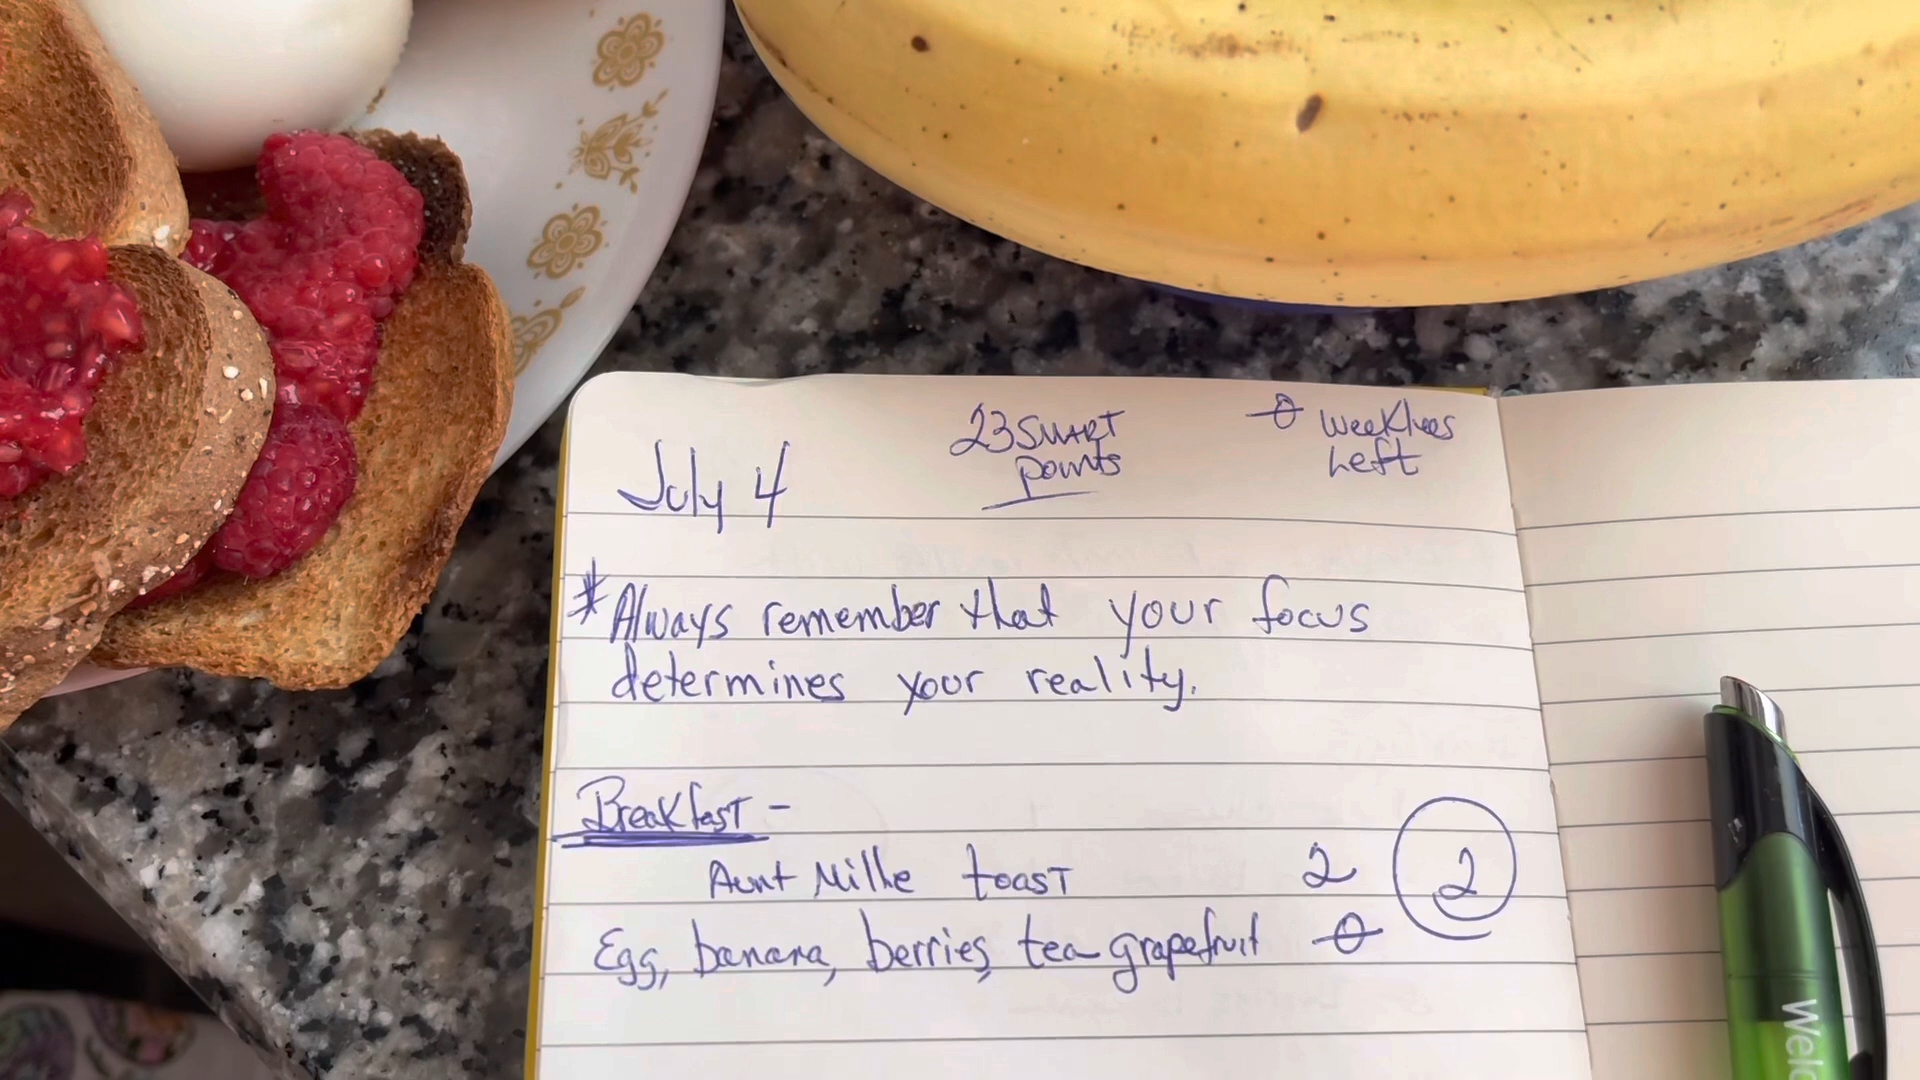 July 4
23 Smart
points
0 Weeklies
Left
* Always remember that your focus
determines your reality.
Breakfast -
Aunt Millie toast 2 2
Egg, banana, berries, tea grapefruit 0
Welc